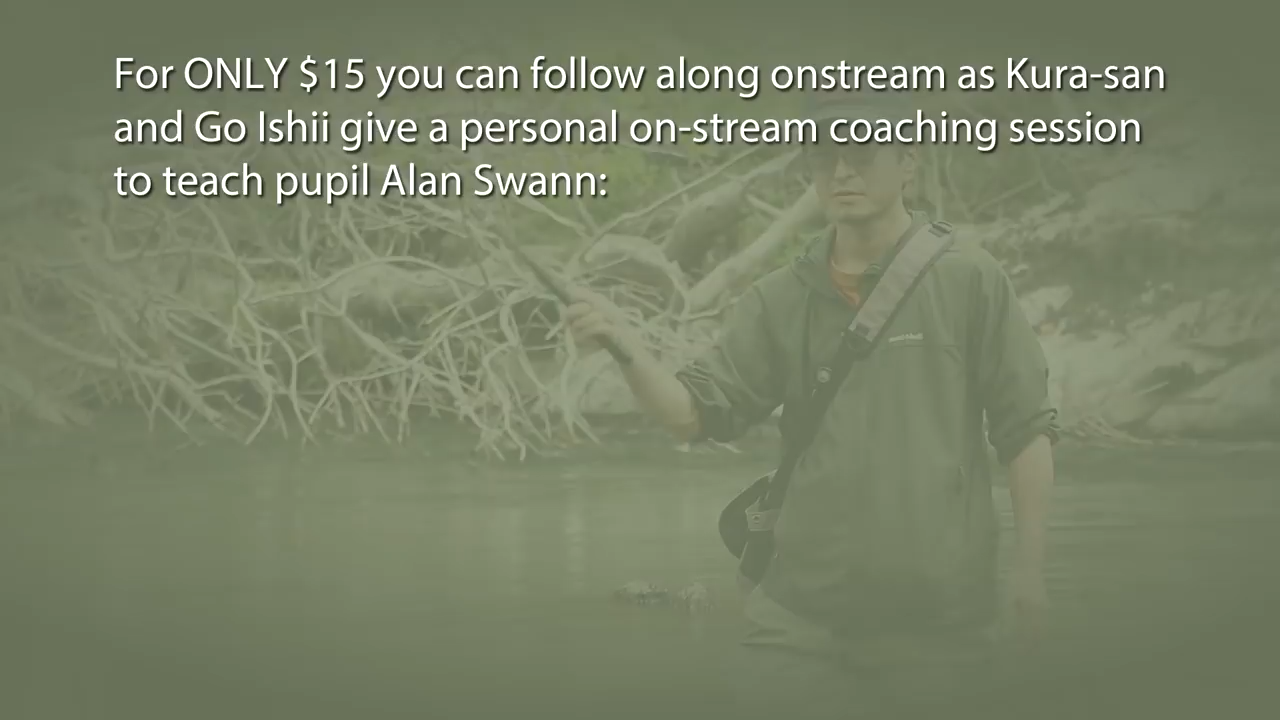 For ONLY $15 you can follow along onstream as Kura-san
and Go Ishii give a personal on-stream coaching session
to teach pupil Alan Swann: